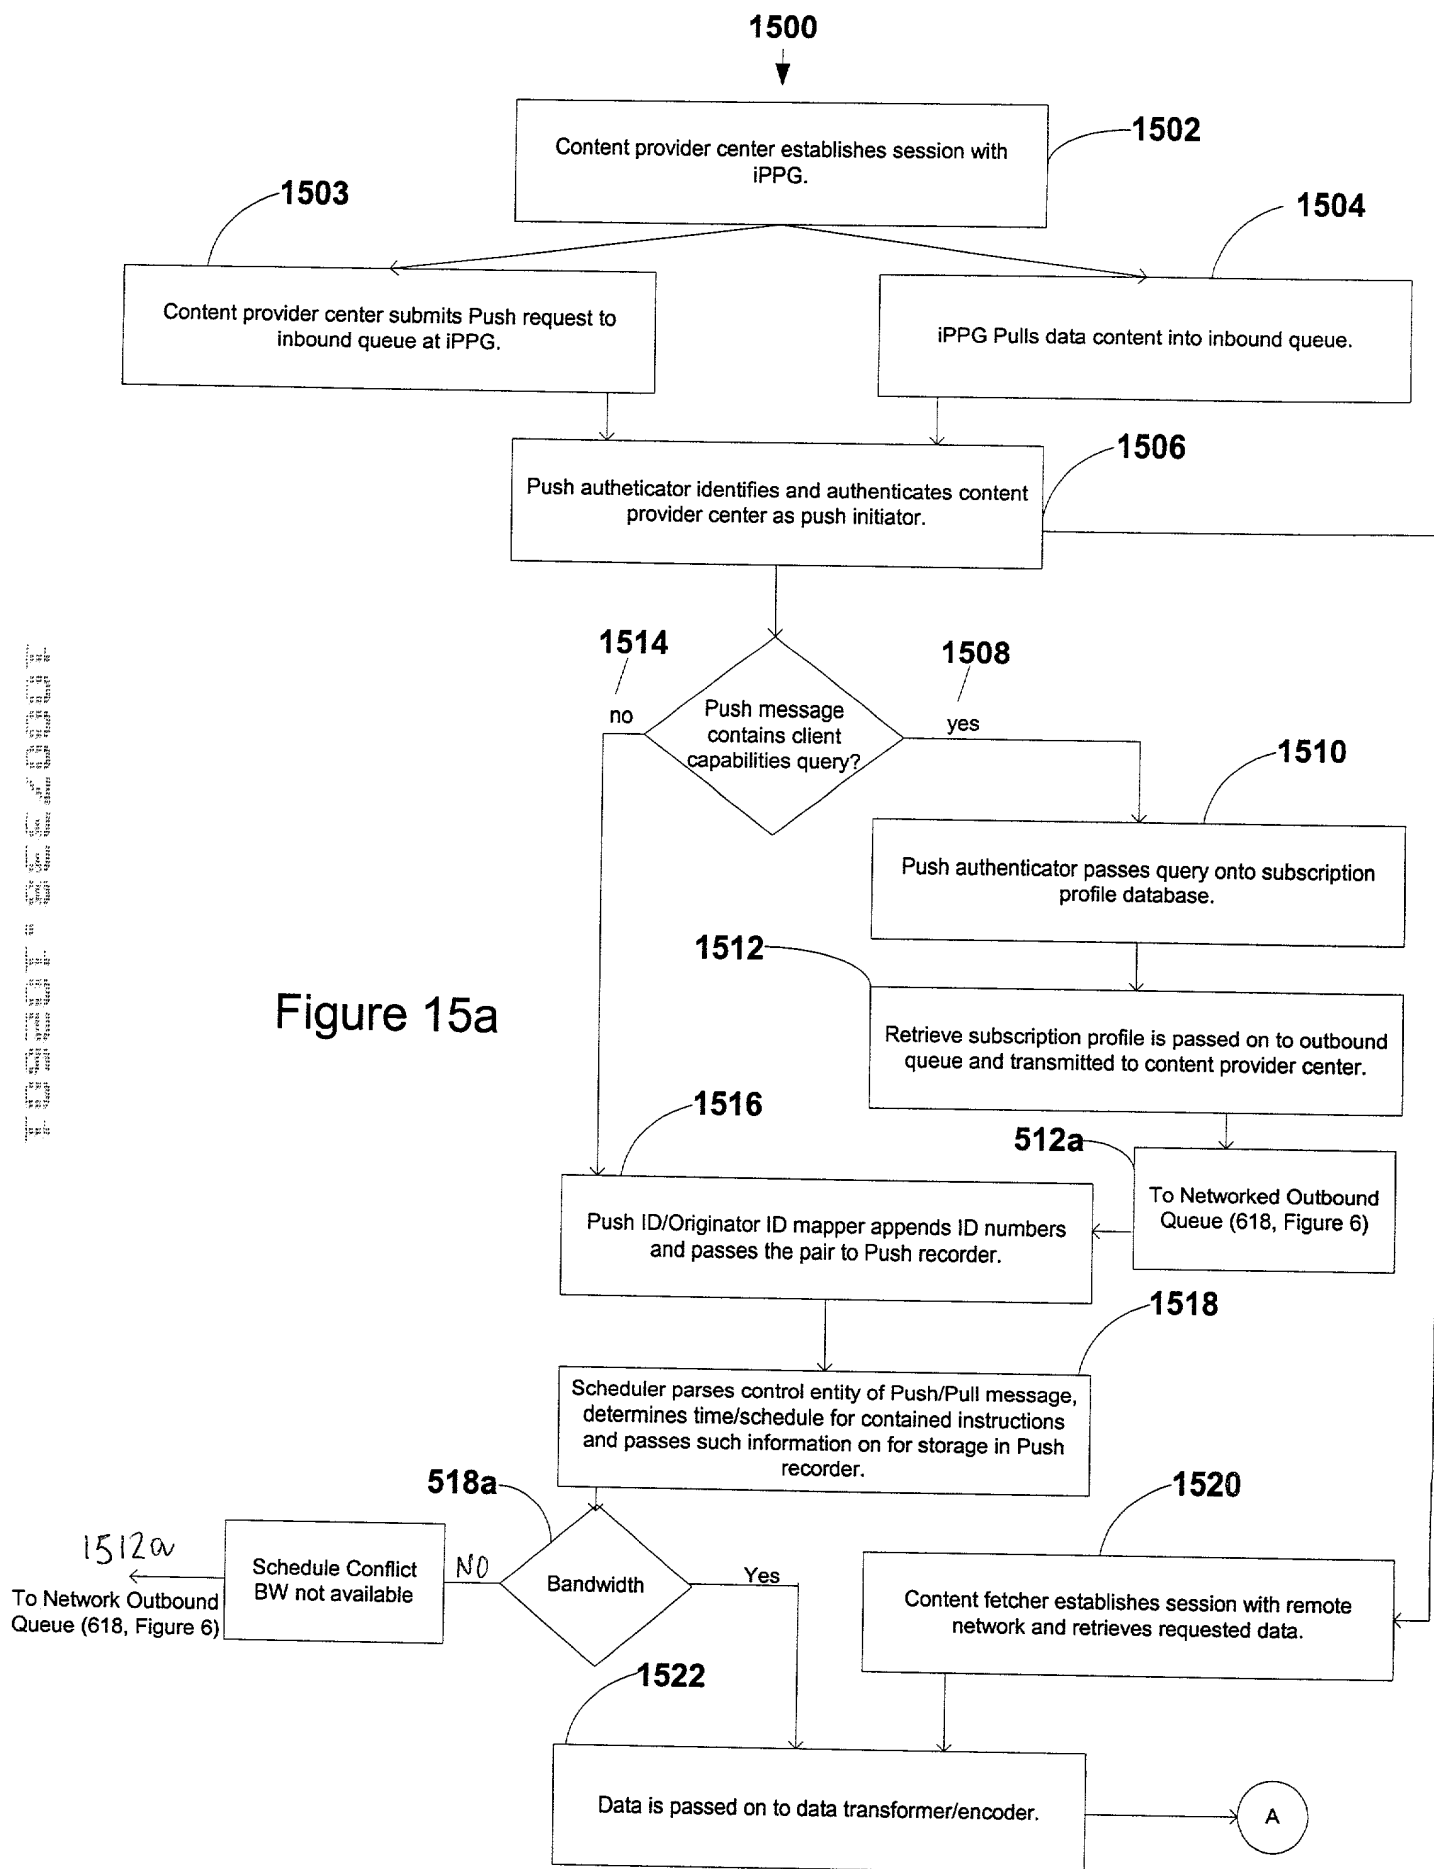 1500
1502
Content provider center establishes session with
iPPG.
1503
1504
Content provider center submits Push request to
inbound queue at iPPG.
iPPG Pulls data content into inbound queue.
1506
Push autheticator identifies and authenticates content
provider center as push initiator.
1514
1508
no
Push message
contains client
capabilities query?
yes
1510
Push authenticator passes query onto subscription
profile database.
1512
Figure 15a
Retrieve subscription profile is passed on to outbound
queue and transmitted to content provider center.
1516
512a
Push ID/Originator ID mapper appends ID numbers
and passes the pair to Push recorder.
To Networked Outbound
Queue (618, Figure 6)
1518
Scheduler parses control entity of Push/Pull message,
determines time/schedule for contained instructions
and passes such information on for storage in Push
recorder.
518a
1520
1512a
To Network Outbound
Queue (618, Figure 6)
Schedule Conflict
BW not available
NO
Bandwidth
Yes
Content fetcher establishes session with remote
network and retrieves requested data.
1522
Data is passed on to data transformer/encoder.
A
10007338.102501